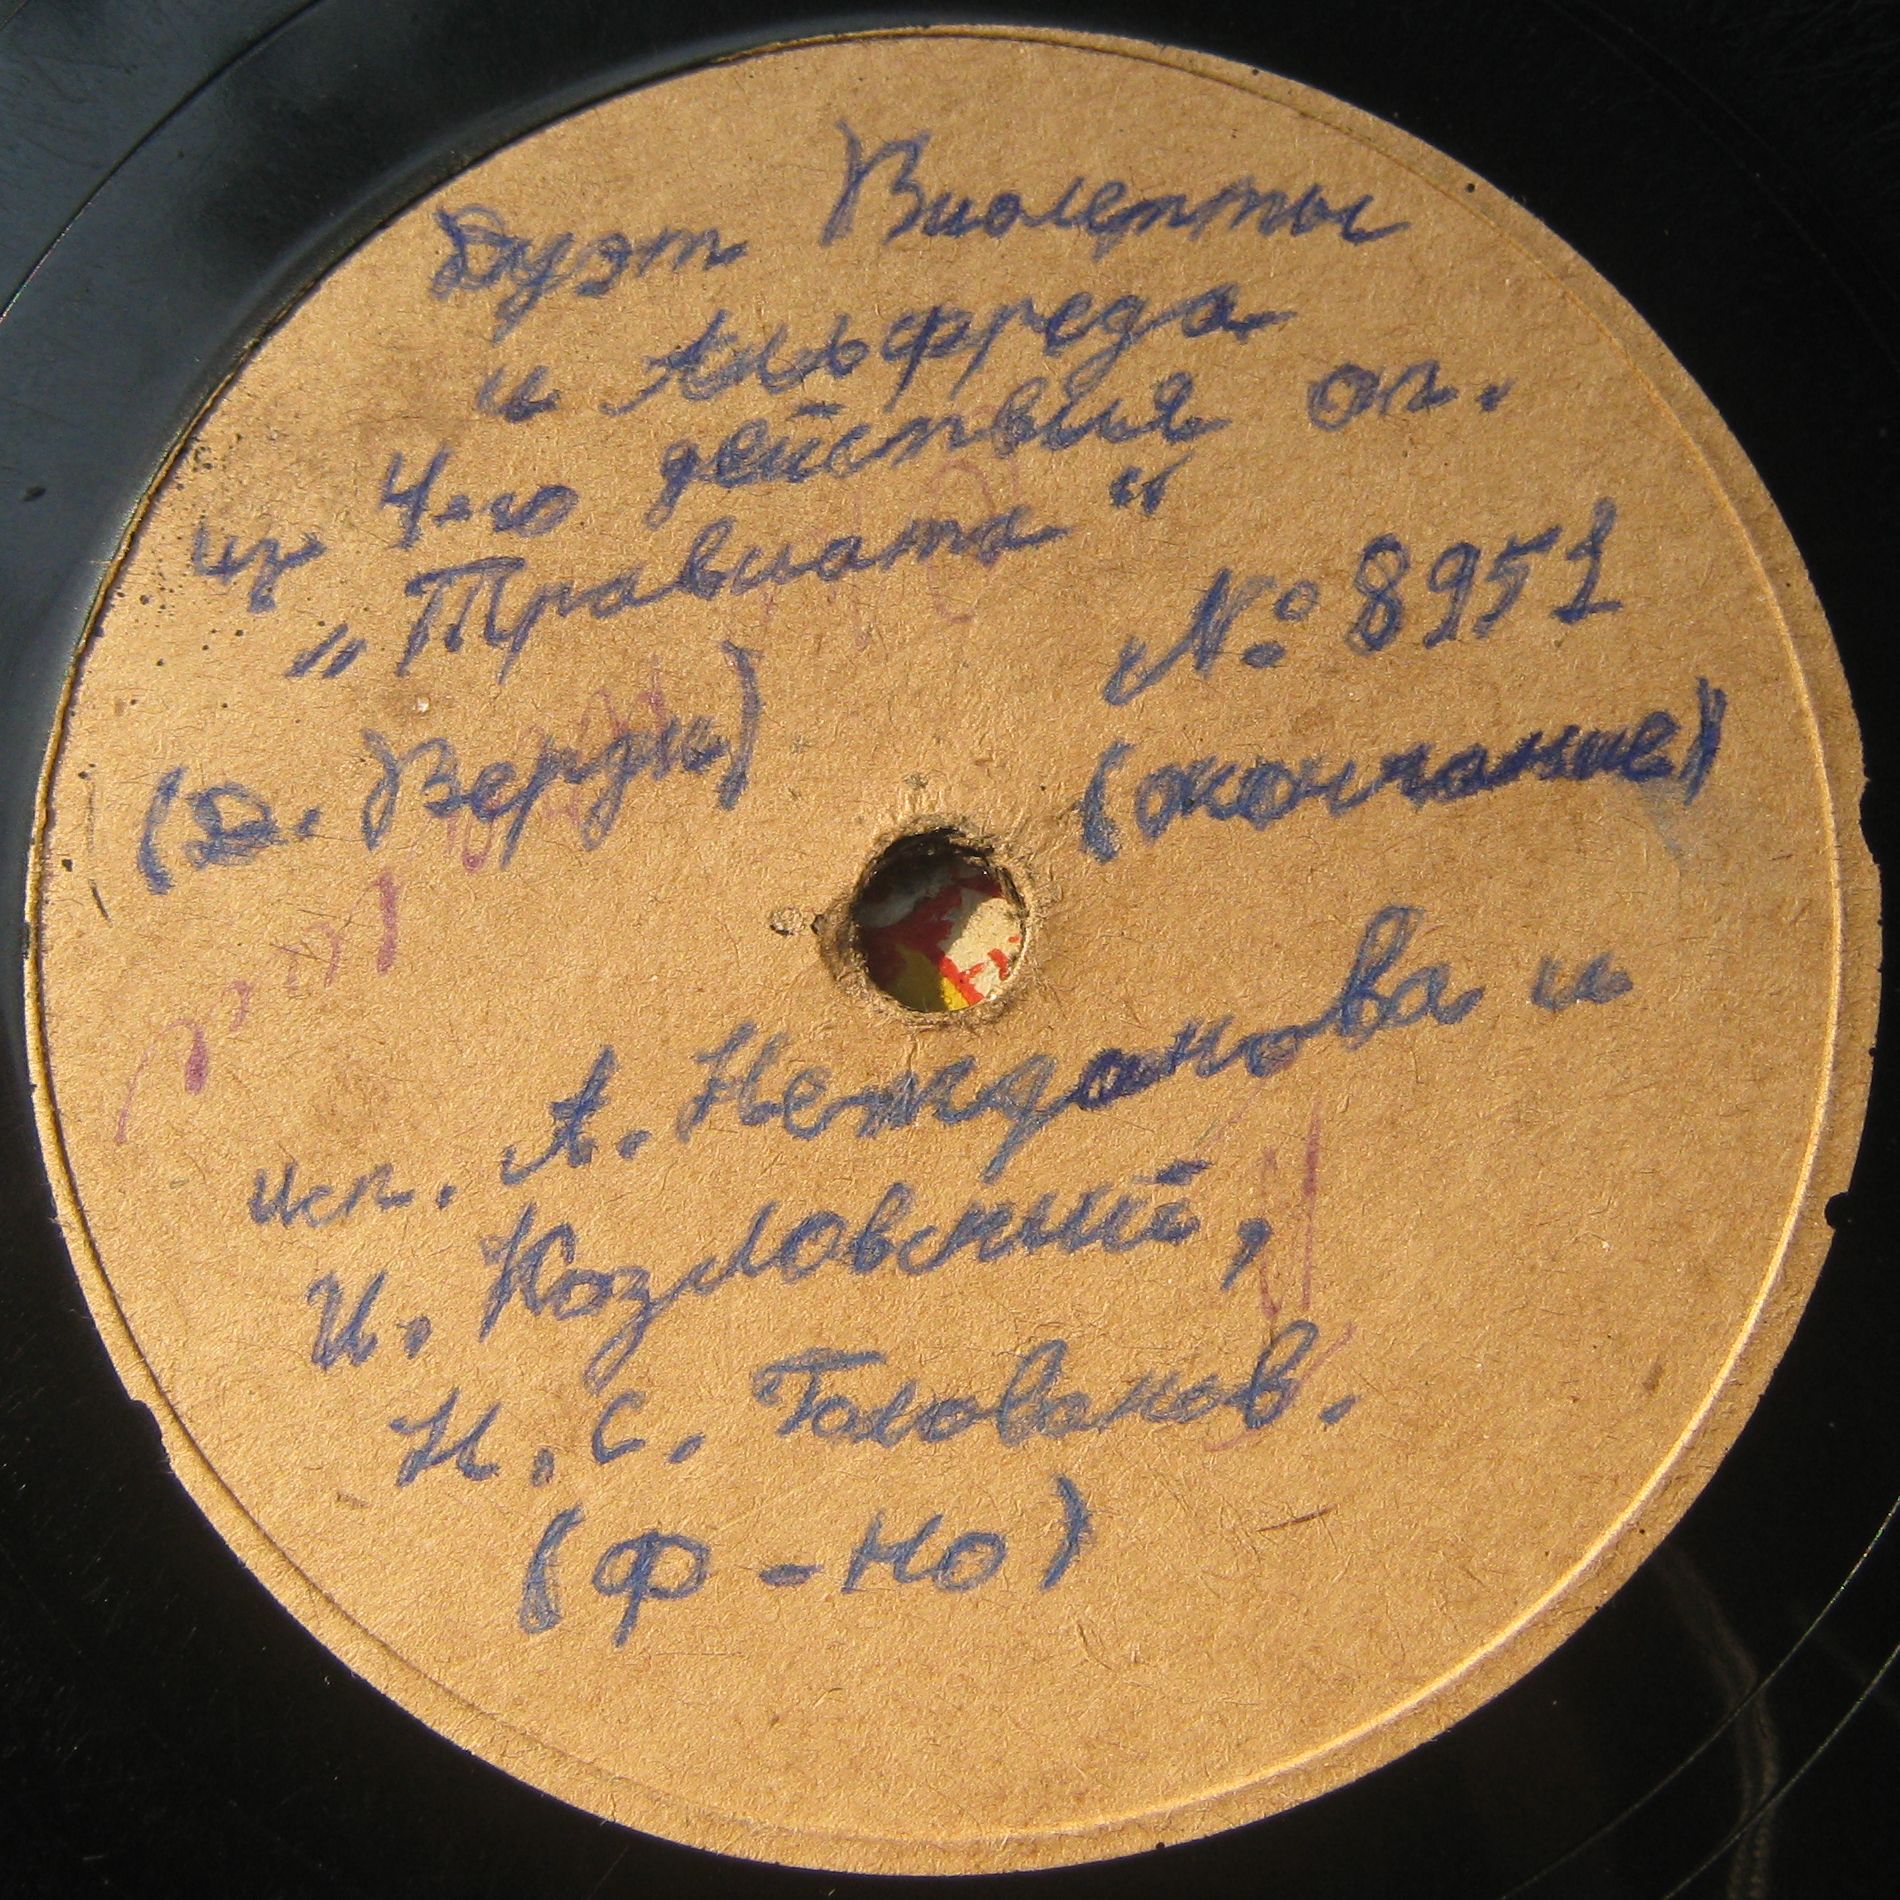 Дуэт Виолетты
и Альфреда
из 4-го действия оп.
„Травиата“
№: 8951
(Д. Верди)
(окончание)
исп. А. Нежданова и
И. Козловский,
Н. С. Голованов.
(ф-но)